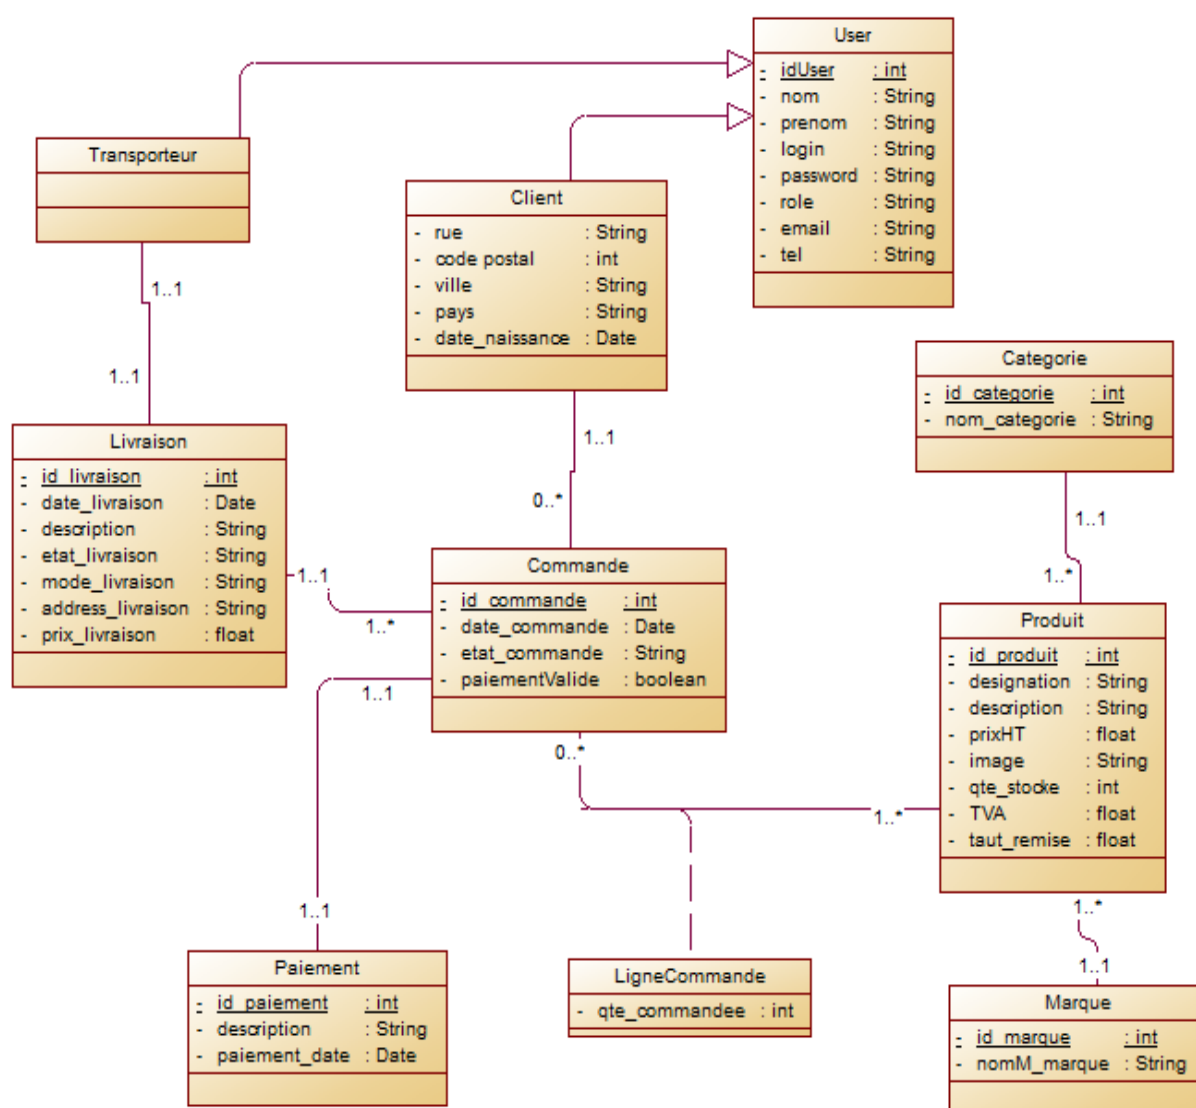 User
- idUser : int
- nom : String
- prenom : String
- login : String
- password : String
- role : String
- email : String
- tel : String
Transporteur
Client
- rue : String
- code postal : int
- ville : String
- pays : String
- date_naissance : Date
1..1
1..1
Categorie
- id_categorie : int
- nom_categorie : String
Livraison
- id_livraison : int
- date_livraison : Date
- description : String
- etat_livraison : String
- mode_livraison : String
- address_livraison : String
- prix_livraison : float
1..1
0..*
1..1
1..*
1..1
1..*
Commande
- id_commande : int
- date_commande : Date
- etat_commande : String
- paiementValide : boolean
Produit
- id_produit : int
- designation : String
- description : String
- prixHT : float
- image : String
- qte_stocke : int
- TVA : float
- taut_remise : float
1..1
0..*
1..*
1..1
1..*
1..1
Paiement
- id_paiement : int
- description : String
- paiement_date : Date
LigneCommande
- qte_commandee : int
Marque
- id_marque : int
- nomM_marque : String